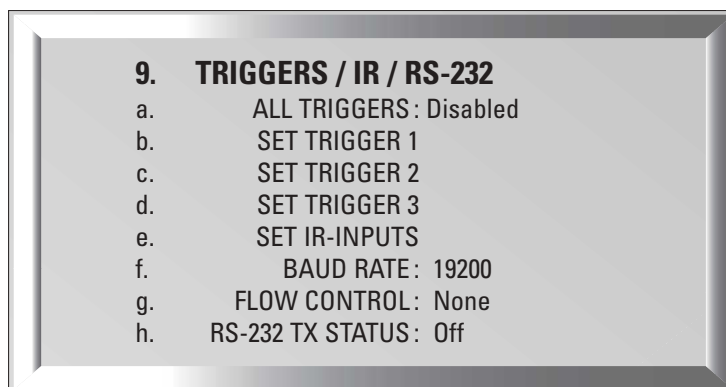 9. TRIGGERS / IR / RS-232
a. ALL TRIGGERS: Disabled
b. SET TRIGGER 1
c. SET TRIGGER 2
d. SET TRIGGER 3
e. SET IR-INPUTS
f. BAUD RATE: 19200
g. FLOW CONTROL: None
h. RS-232 TX STATUS: Off